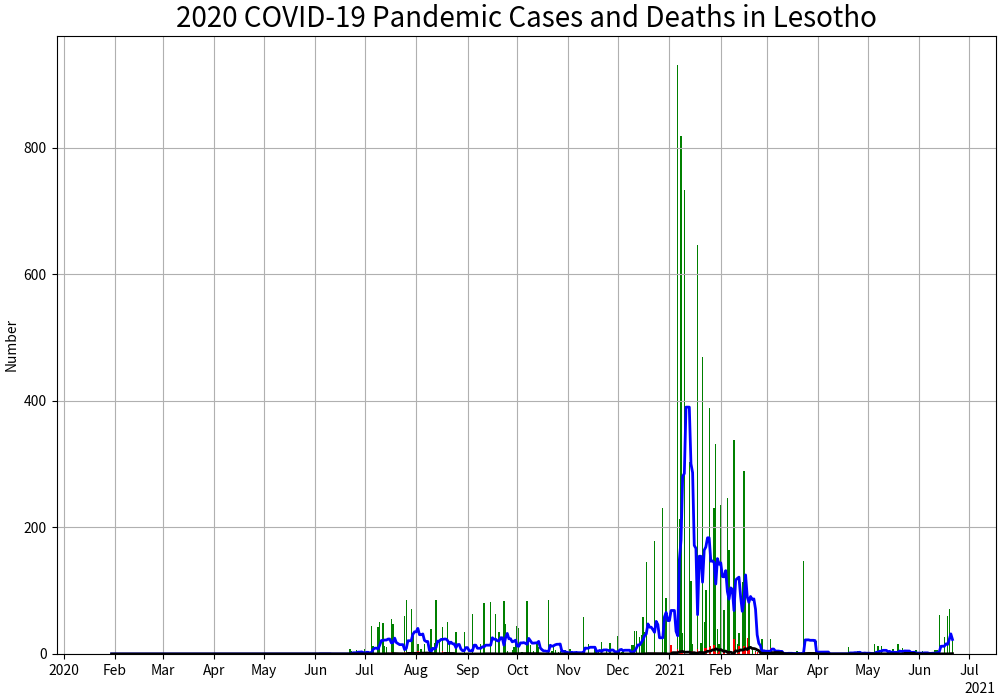 2020 COVID-19 Pandemic Cases and Deaths in Lesotho
Number
800
600
400
200
0
2020 Feb Mar Apr May Jun Jul Aug Sep Oct Nov Dec 2021 Feb Mar Apr May Jun Jul
2021